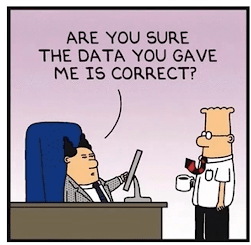 ARE YOU SURE
THE DATA YOU GAVE
ME IS CORRECT?